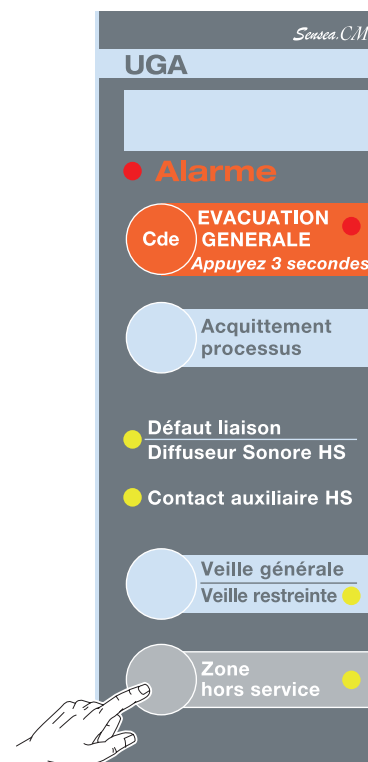 Sensea.CM
UGA
Alarme
Cde
EVACUATION
GENERALE
Appuyez 3 secondes
Acquittement
processus
Défaut liaison
Diffuseur Sonore HS
Contact auxiliaire HS
Veille générale
Veille restreinte
Zone
hors service